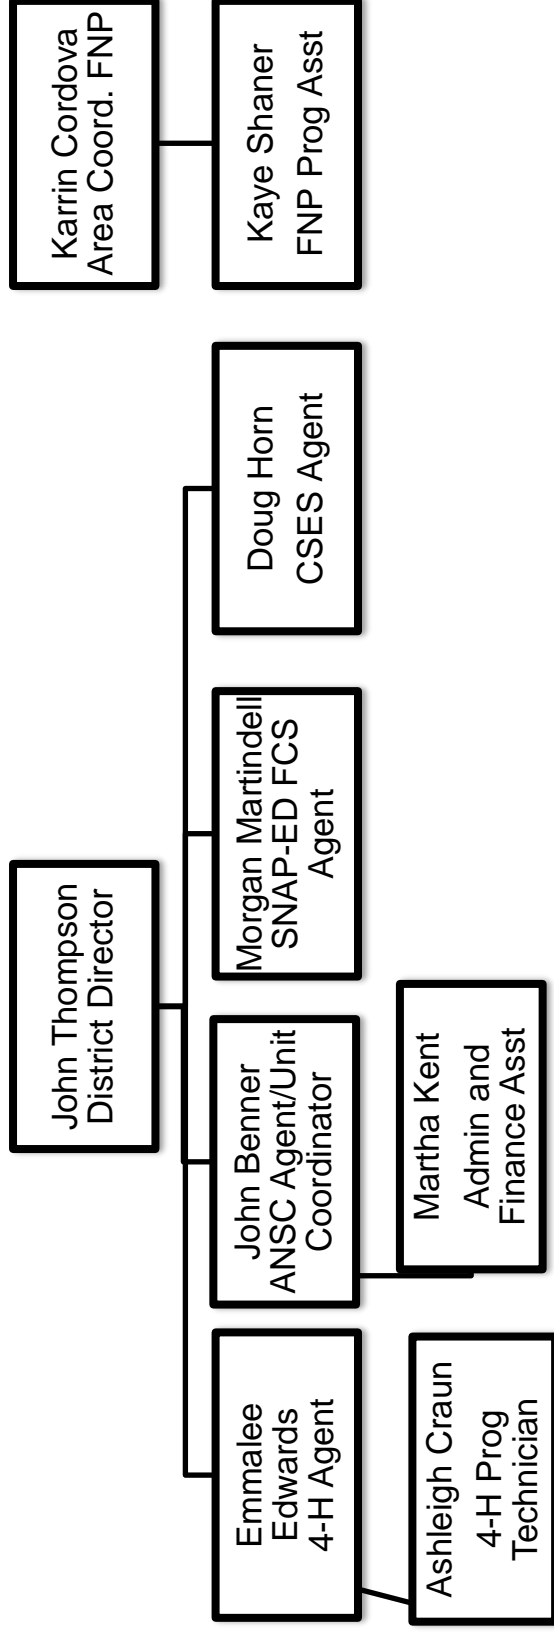 John Thompson
District Director
Karrin Cordova
Area Coord. FNP
Emmalee
Edwards
4-H Agent
John Benner
ANSC Agent/Unit
Coordinator
Morgan Martindell
SNAP-ED FCS
Agent
Doug Horn
CSES Agent
Kaye Shaner
FNP Prog Asst
Ashleigh Craun
4-H Prog
Technician
Martha Kent
Admin and
Finance Asst